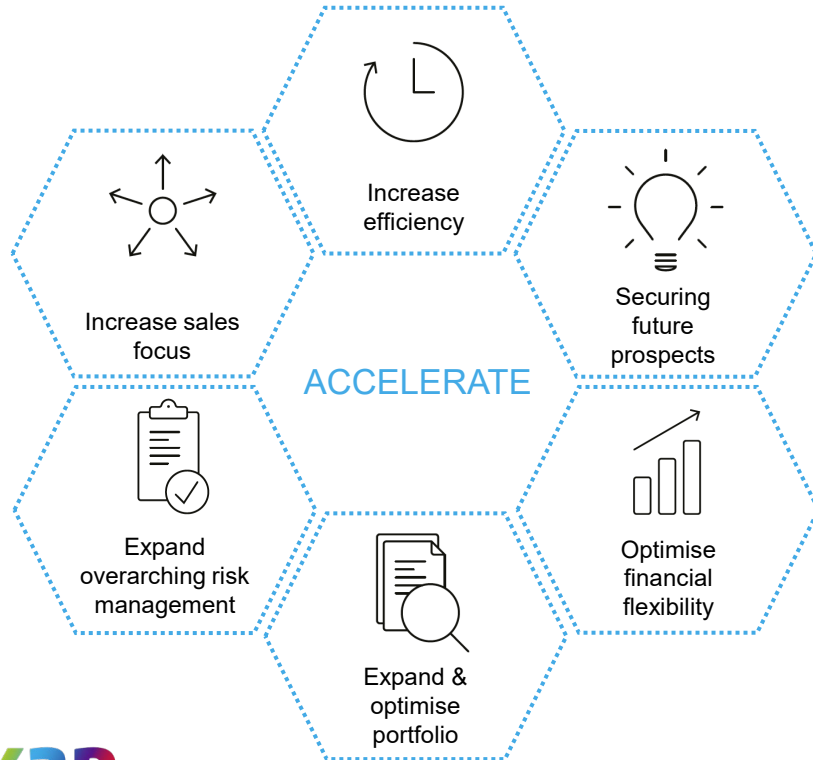 Increase
efficiency
Securing
future
prospects
Increase sales
focus
ACCELERATE
Optimise
financial
flexibility
Expand
overarching risk
management
Expand &
optimise
portfolio